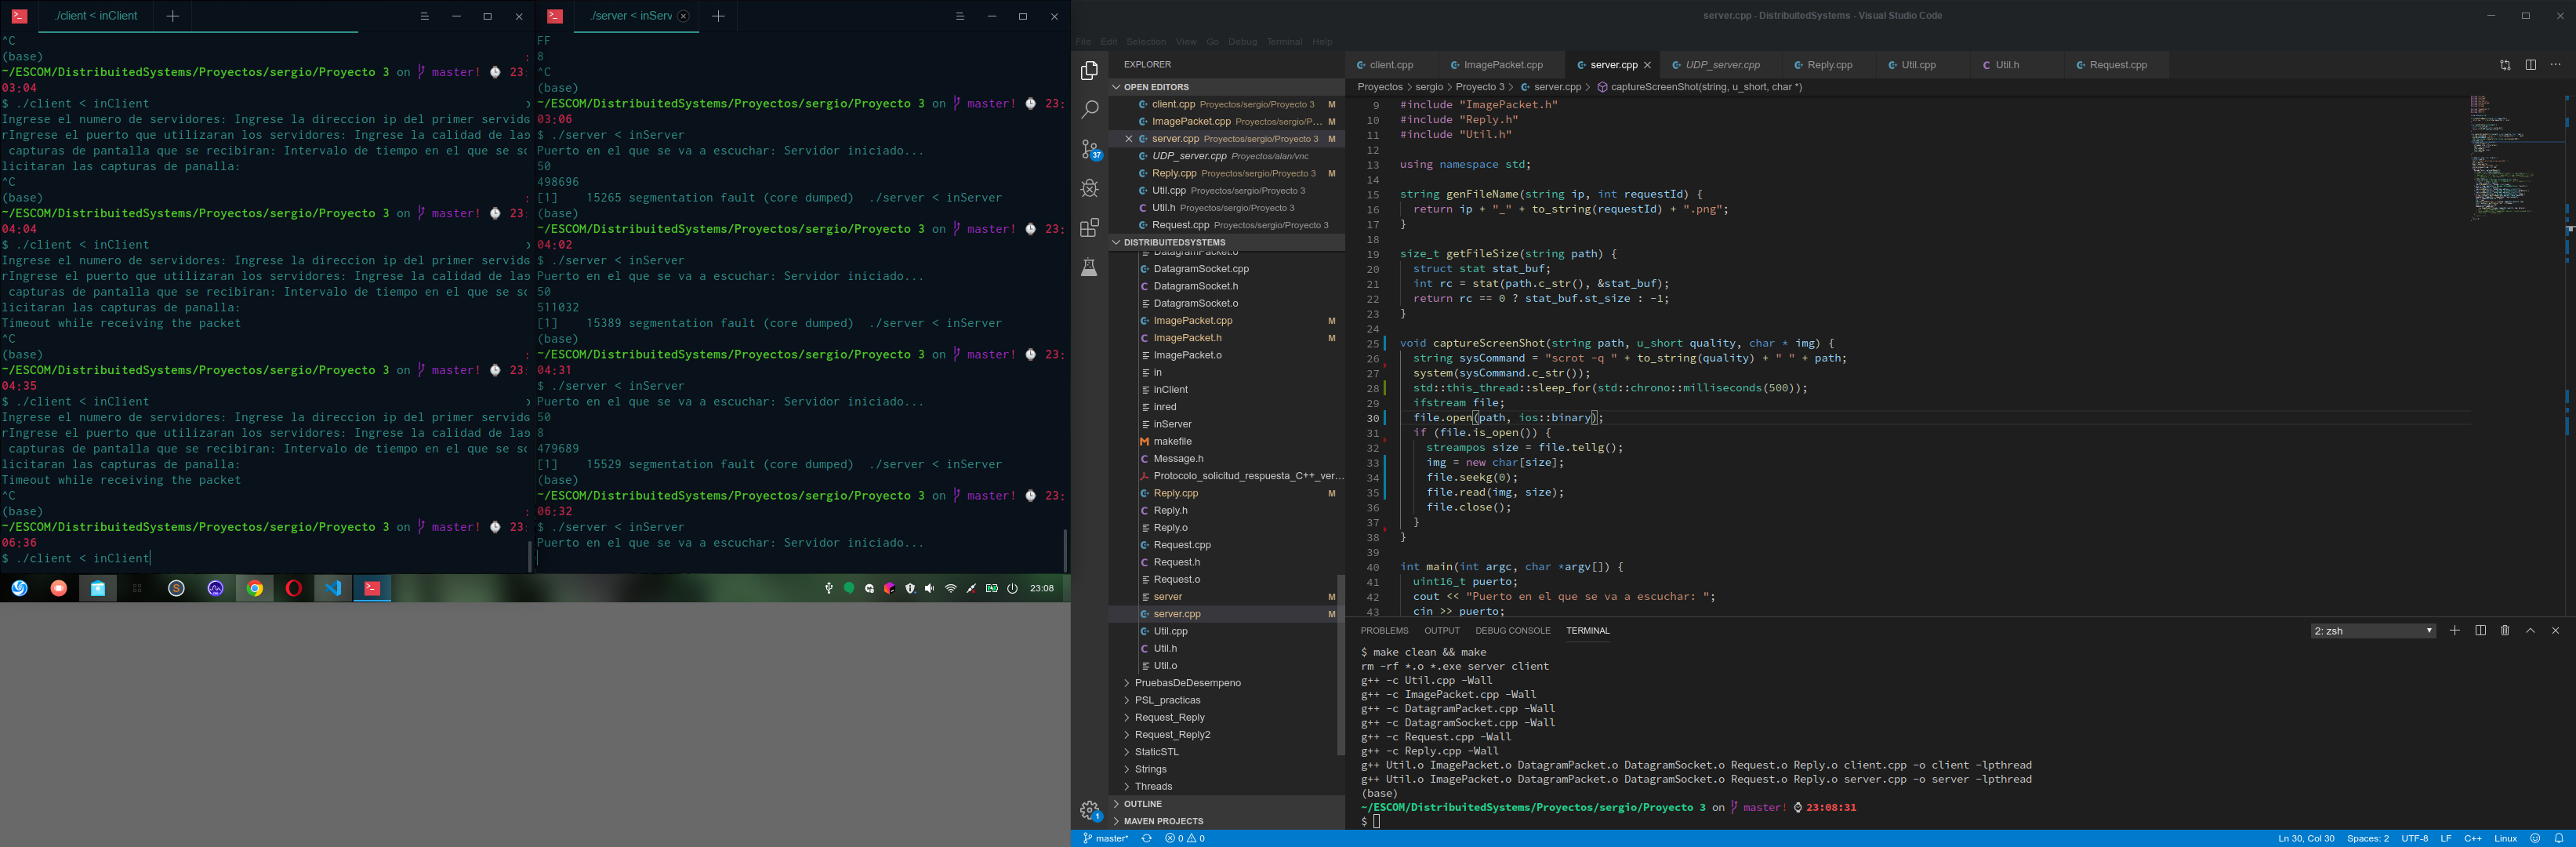 ./client < inClient
^C
(base)
~/ESCOM/DistribuitedSystems/Proyectos/sergio/Proyecto 3 on master! 23:
03:04
$ ./client < inClient
Ingrese el numero de servidores: Ingrese la direccion ip del primer servido
rIngrese el puerto que utilizaran los servidores: Ingrese la calidad de las
capturas de pantalla que se recibiran: Intervalo de tiempo en el que se so
licitaran las capturas de panalla:
^C
(base)
~/ESCOM/DistribuitedSystems/Proyectos/sergio/Proyecto 3 on master! 23:
04:04
$ ./client < inClient
Ingrese el numero de servidores: Ingrese la direccion ip del primer servido
rIngrese el puerto que utilizaran los servidores: Ingrese la calidad de las
capturas de pantalla que se recibiran: Intervalo de tiempo en el que se so
licitaran las capturas de panalla:
Timeout while receiving the packet
^C
(base)
~/ESCOM/DistribuitedSystems/Proyectos/sergio/Proyecto 3 on master! 23:
04:35
$ ./client < inClient
Ingrese el numero de servidores: Ingrese la direccion ip del primer servido
rIngrese el puerto que utilizaran los servidores: Ingrese la calidad de las
capturas de pantalla que se recibiran: Intervalo de tiempo en el que se so
licitaran las capturas de panalla:
Timeout while receiving the packet
^C
(base)
~/ESCOM/DistribuitedSystems/Proyectos/sergio/Proyecto 3 on master! 23:
06:36
$ ./client < inClient
./server < inServ
FF
8
^C
(base)
~/ESCOM/DistribuitedSystems/Proyectos/sergio/Proyecto 3 on master! 23:
03:06
$ ./server < inServer
Puerto en el que se va a escuchar: Servidor iniciado...
50
498696
[1]    15265 segmentation fault (core dumped)  ./server < inServer
(base)
~/ESCOM/DistribuitedSystems/Proyectos/sergio/Proyecto 3 on master! 23:
04:02
$ ./server < inServer
Puerto en el que se va a escuchar: Servidor iniciado...
50
511032
[1]    15389 segmentation fault (core dumped)  ./server < inServer
(base)
~/ESCOM/DistribuitedSystems/Proyectos/sergio/Proyecto 3 on master! 23:
04:31
$ ./server < inServer
Puerto en el que se va a escuchar: Servidor iniciado...
50
8
479689
[1]    15529 segmentation fault (core dumped)  ./server < inServer
(base)
~/ESCOM/DistribuitedSystems/Proyectos/sergio/Proyecto 3 on master! 23:
06:32
$ ./server < inServer
Puerto en el que se va a escuchar: Servidor iniciado...
23:08
server.cpp - DistribuitedSystems - Visual Studio Code
File Edit Selection View Go Debug Terminal Help
EXPLORER
OPEN EDITORS
client.cpp Proyectos/sergio/Proyecto 3 M
ImagePacket.cpp Proyectos/sergio/P... M
server.cpp Proyectos/sergio/Proyecto 3 M
UDP_server.cpp Proyectos/alan/vnc
Reply.cpp Proyectos/sergio/Proyecto 3 M
Util.cpp Proyectos/sergio/Proyecto 3
Util.h Proyectos/sergio/Proyecto 3
Request.cpp Proyectos/sergio/Proyecto 3
DISTRIBUITEDSYSTEMS
DatagramPacket.o
DatagramSocket.cpp
DatagramSocket.h
DatagramSocket.o
ImagePacket.cpp M
ImagePacket.h M
ImagePacket.o
in
inClient
inred
inServer
makefile
Message.h
Protocolo_solicitud_respuesta_C++_ver...
Reply.cpp M
Reply.h
Reply.o
Request.cpp
Request.h
Request.o
server M
server.cpp M
Util.cpp
Util.h
Util.o
PruebasDeDesempeno
PSL_practicas
Request_Reply
Request_Reply2
StaticSTL
Strings
Threads
OUTLINE
MAVEN PROJECTS
37
1
client.cpp ImagePacket.cpp server.cpp UDP_server.cpp Reply.cpp Util.cpp Util.h Request.cpp
Proyectos > sergio > Proyecto 3 > server.cpp > captureScreenShot(string, u_short, char *)
9 #include "ImagePacket.h"
10 #include "Reply.h"
11 #include "Util.h"
12
13 using namespace std;
14
15 string genFileName(string ip, int requestId) {
16 return ip + "_" + to_string(requestId) + ".png";
17 }
18
19 size_t getFileSize(string path) {
20 struct stat stat_buf;
21 int rc = stat(path.c_str(), &stat_buf);
22 return rc == 0 ? stat_buf.st_size : -1;
23 }
24
25 void captureScreenShot(string path, u_short quality, char * img) {
26 string sysCommand = "scrot -q " + to_string(quality) + " " + path;
27 system(sysCommand.c_str());
28 std::this_thread::sleep_for(std::chrono::milliseconds(500));
29 ifstream file;
30 file.open(path, ios::binary);
31 if (file.is_open()) {
32 streampos size = file.tellg();
33 img = new char[size];
34 file.seekg(0);
35 file.read(img, size);
36 file.close();
37 }
38 }
39
40 int main(int argc, char *argv[]) {
41 uint16_t puerto;
42 cout << "Puerto en el que se va a escuchar: ";
43 cin >> puerto;
PROBLEMS OUTPUT DEBUG CONSOLE TERMINAL 2: zsh
$ make clean && make
rm -rf *.o *.exe server client
g++ -c Util.cpp -Wall
g++ -c ImagePacket.cpp -Wall
g++ -c DatagramPacket.cpp -Wall
g++ -c DatagramSocket.cpp -Wall
g++ -c Request.cpp -Wall
g++ -c Reply.cpp -Wall
g++ Util.o ImagePacket.o DatagramPacket.o DatagramSocket.o Request.o Reply.o client.cpp -o client -lpthread
g++ Util.o ImagePacket.o DatagramPacket.o DatagramSocket.o Request.o Reply.o server.cpp -o server -lpthread
(base)
~/ESCOM/DistribuitedSystems/Proyectos/sergio/Proyecto 3 on master! 23:08:31
$
master* 0 0 Ln 30, Col 30 Spaces: 2 UTF-8 LF C++ Linux